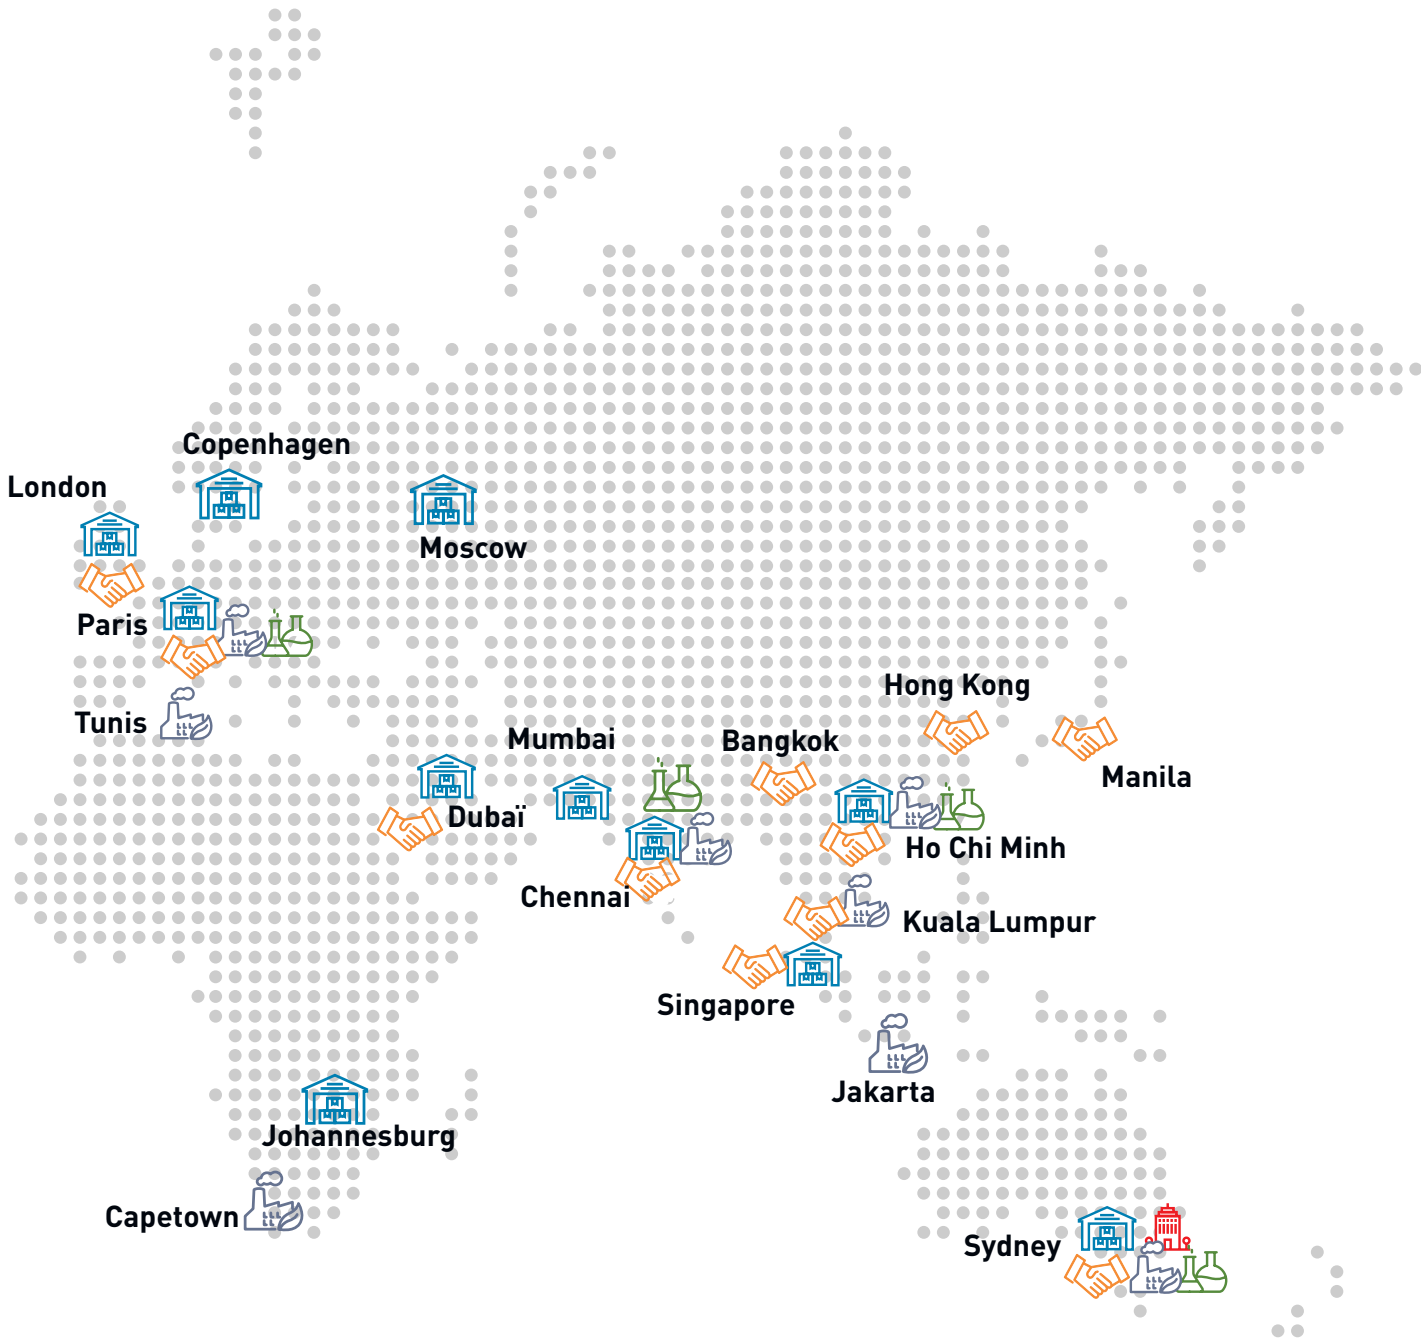 Copenhagen
London
Moscow
Paris
Hong Kong
Tunis
Mumbai
Bangkok
Manila
Dubaï
Ho Chi Minh
Chennai
Kuala Lumpur
Singapore
Jakarta
Johannesburg
Capetown
Sydney